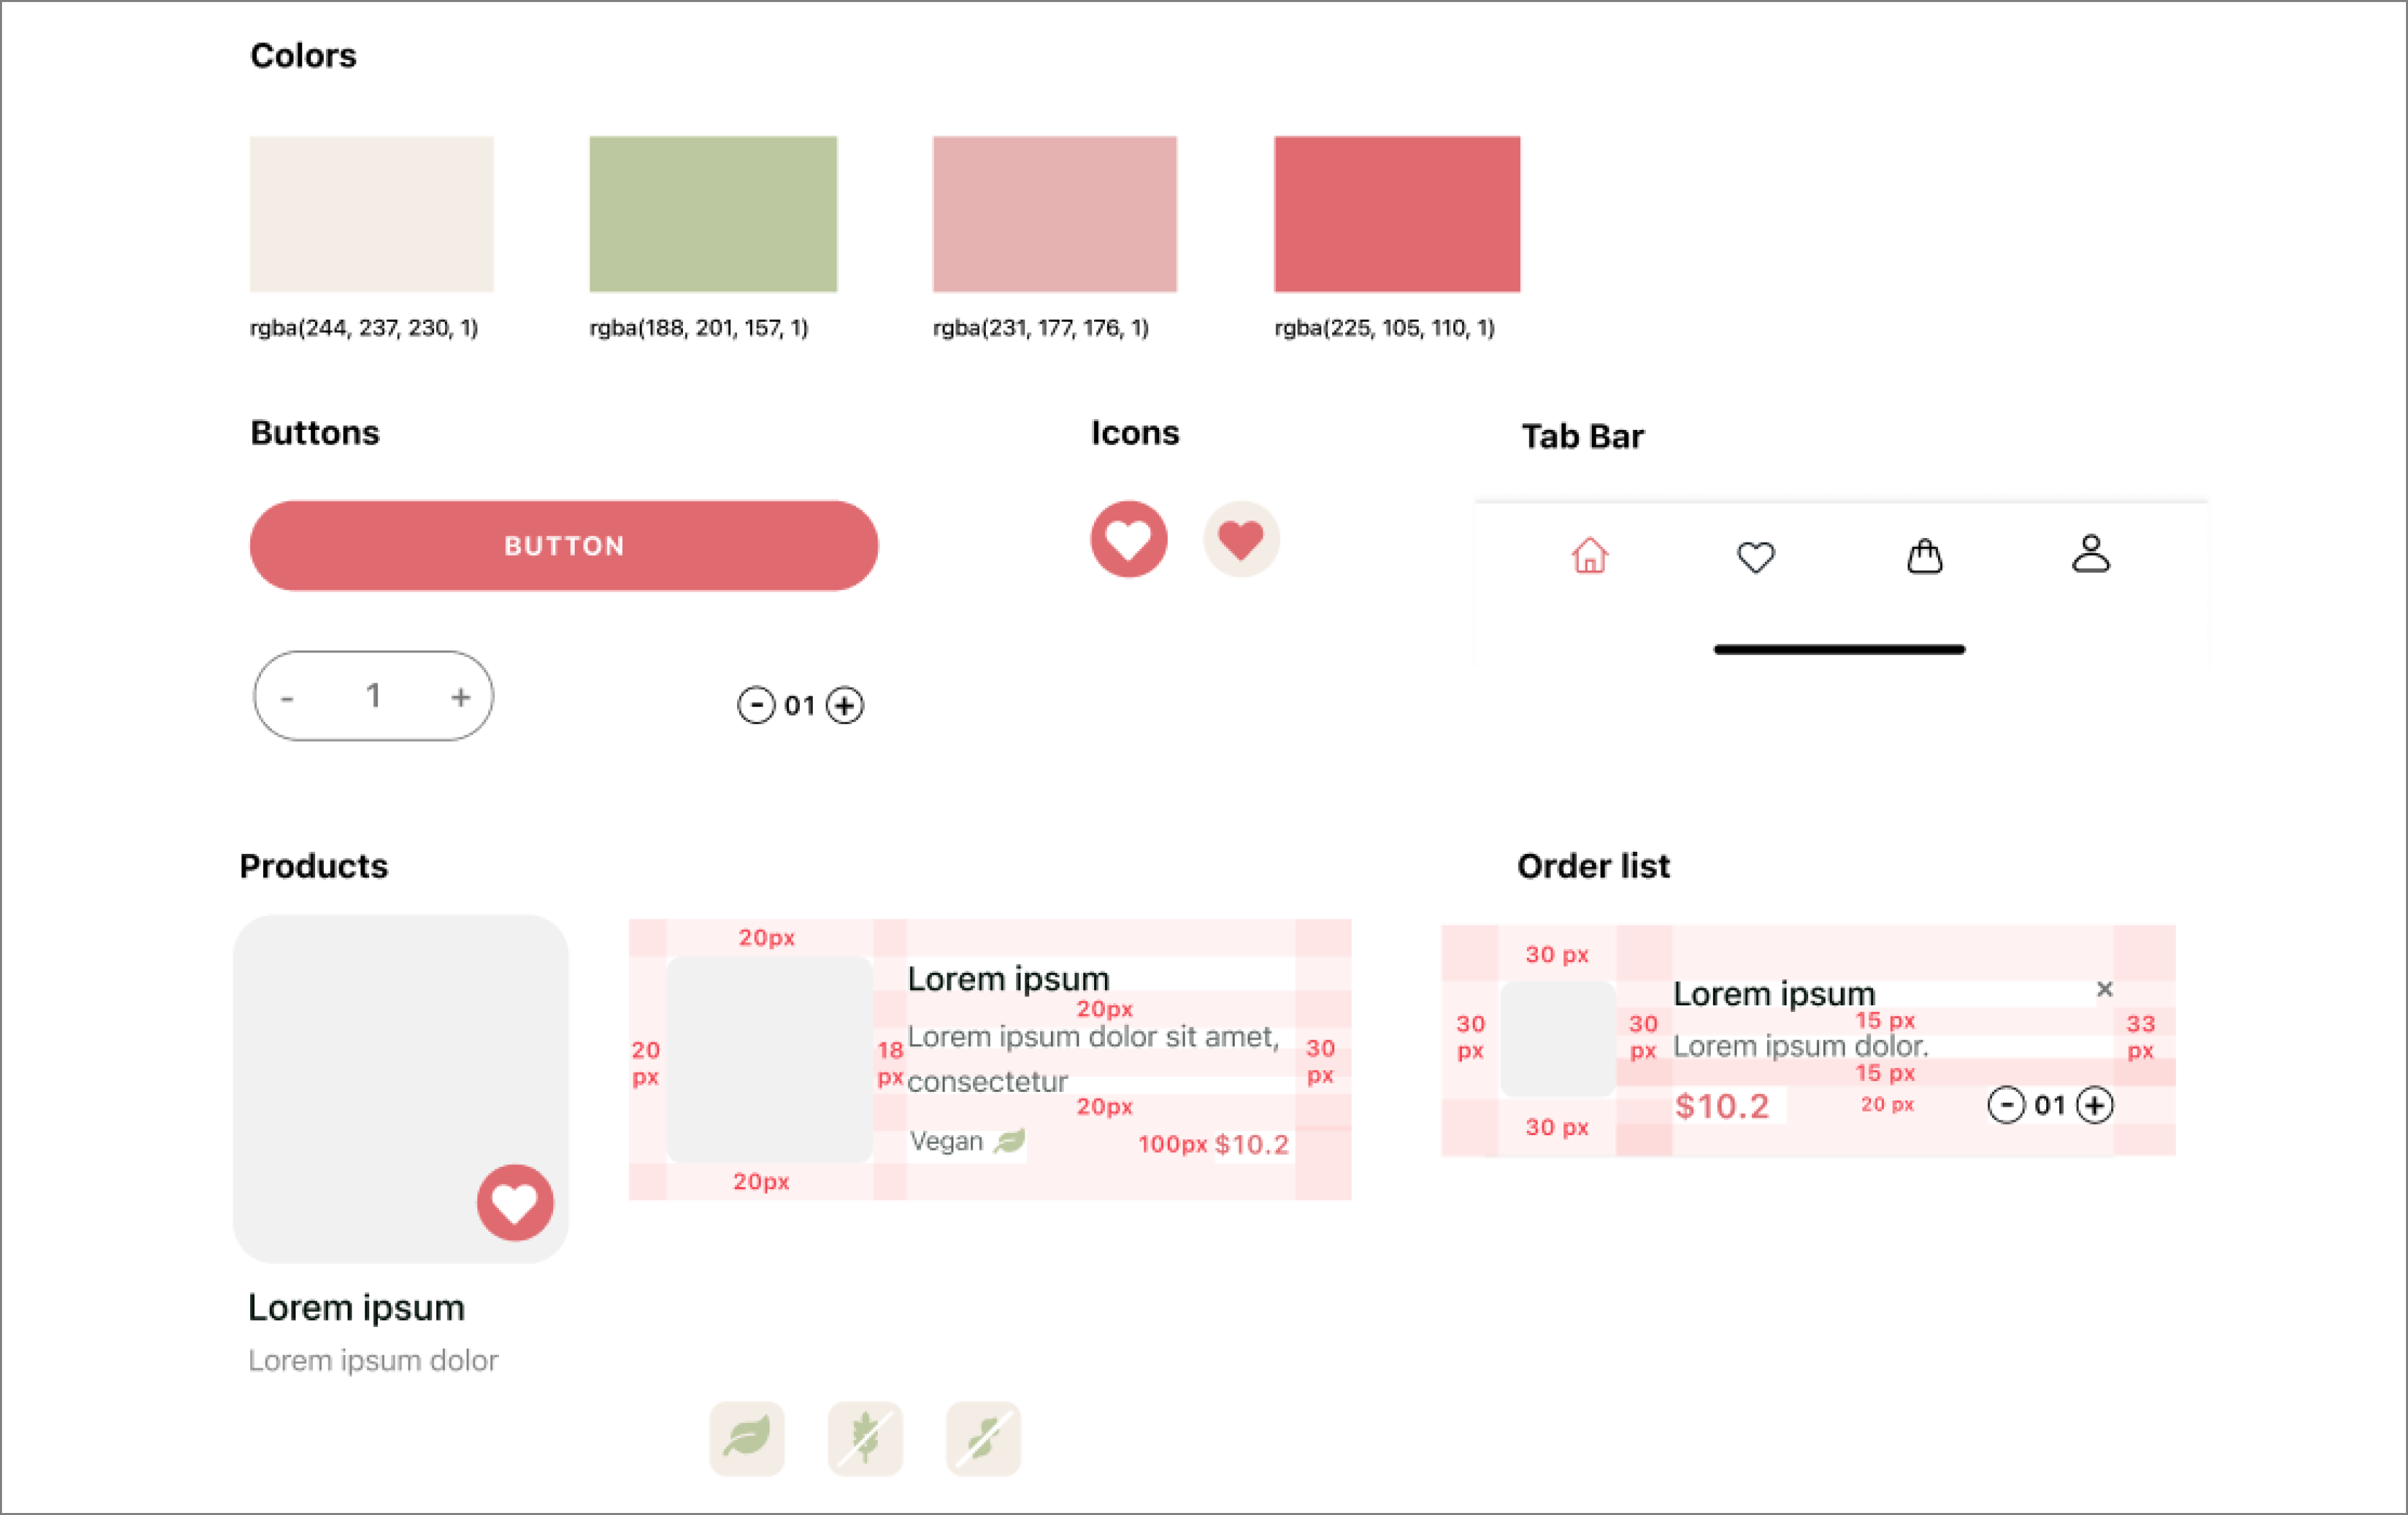 Colors
rgba(244, 237, 230, 1)
rgba(188, 201, 157, 1)
rgba(231, 177, 176, 1)
rgba(225, 105, 110, 1)
Buttons
Icons
Tab Bar
BUTTON
- 1 +
- 01 +
Products
Order list
20px
Lorem ipsum
20px
Lorem ipsum dolor sit amet,
20
px
18
px
30
px
consectetur
20px
Vegan
100px $10.2
20px
30 px
Lorem ipsum
×
15 px
30
px
30
px
33
px
Lorem ipsum dolor.
15 px
$10.2
20 px
- 01 +
30 px
Lorem ipsum
Lorem ipsum dolor